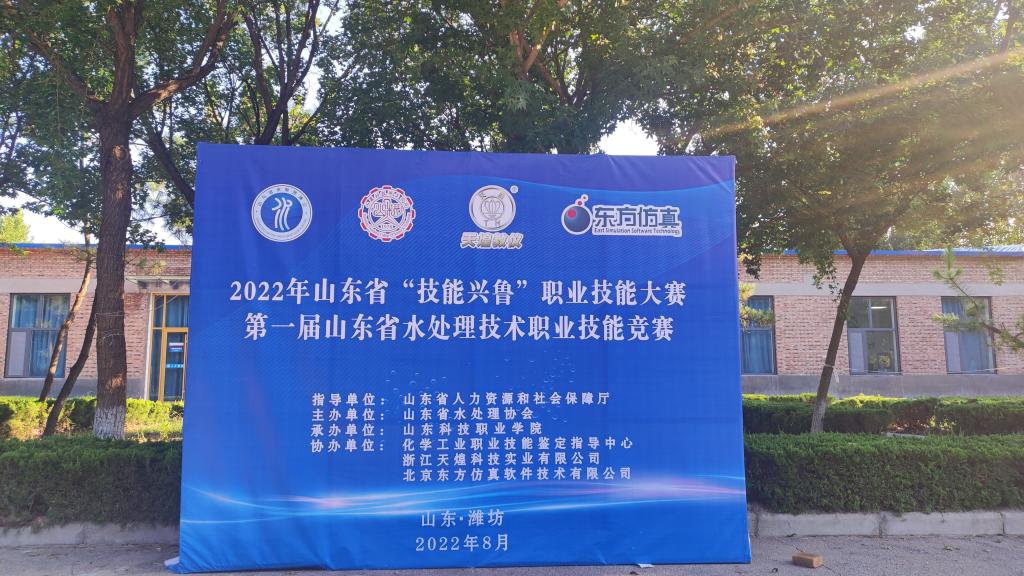 天煌教仪
®
东方仿真
East Simulation Software Technology
2022年山东省“技能兴鲁”职业技能大赛
第一届山东省水处理技术职业技能竞赛
指导单位： 山东省人力资源和社会保障厅
主办单位： 山东省水处理协会
承办单位： 山东科技职业学院
协办单位： 化学工业职业技能鉴定指导中心
浙江天煌科技实业有限公司
北京东方仿真软件技术有限公司
山东·潍坊
2022年8月